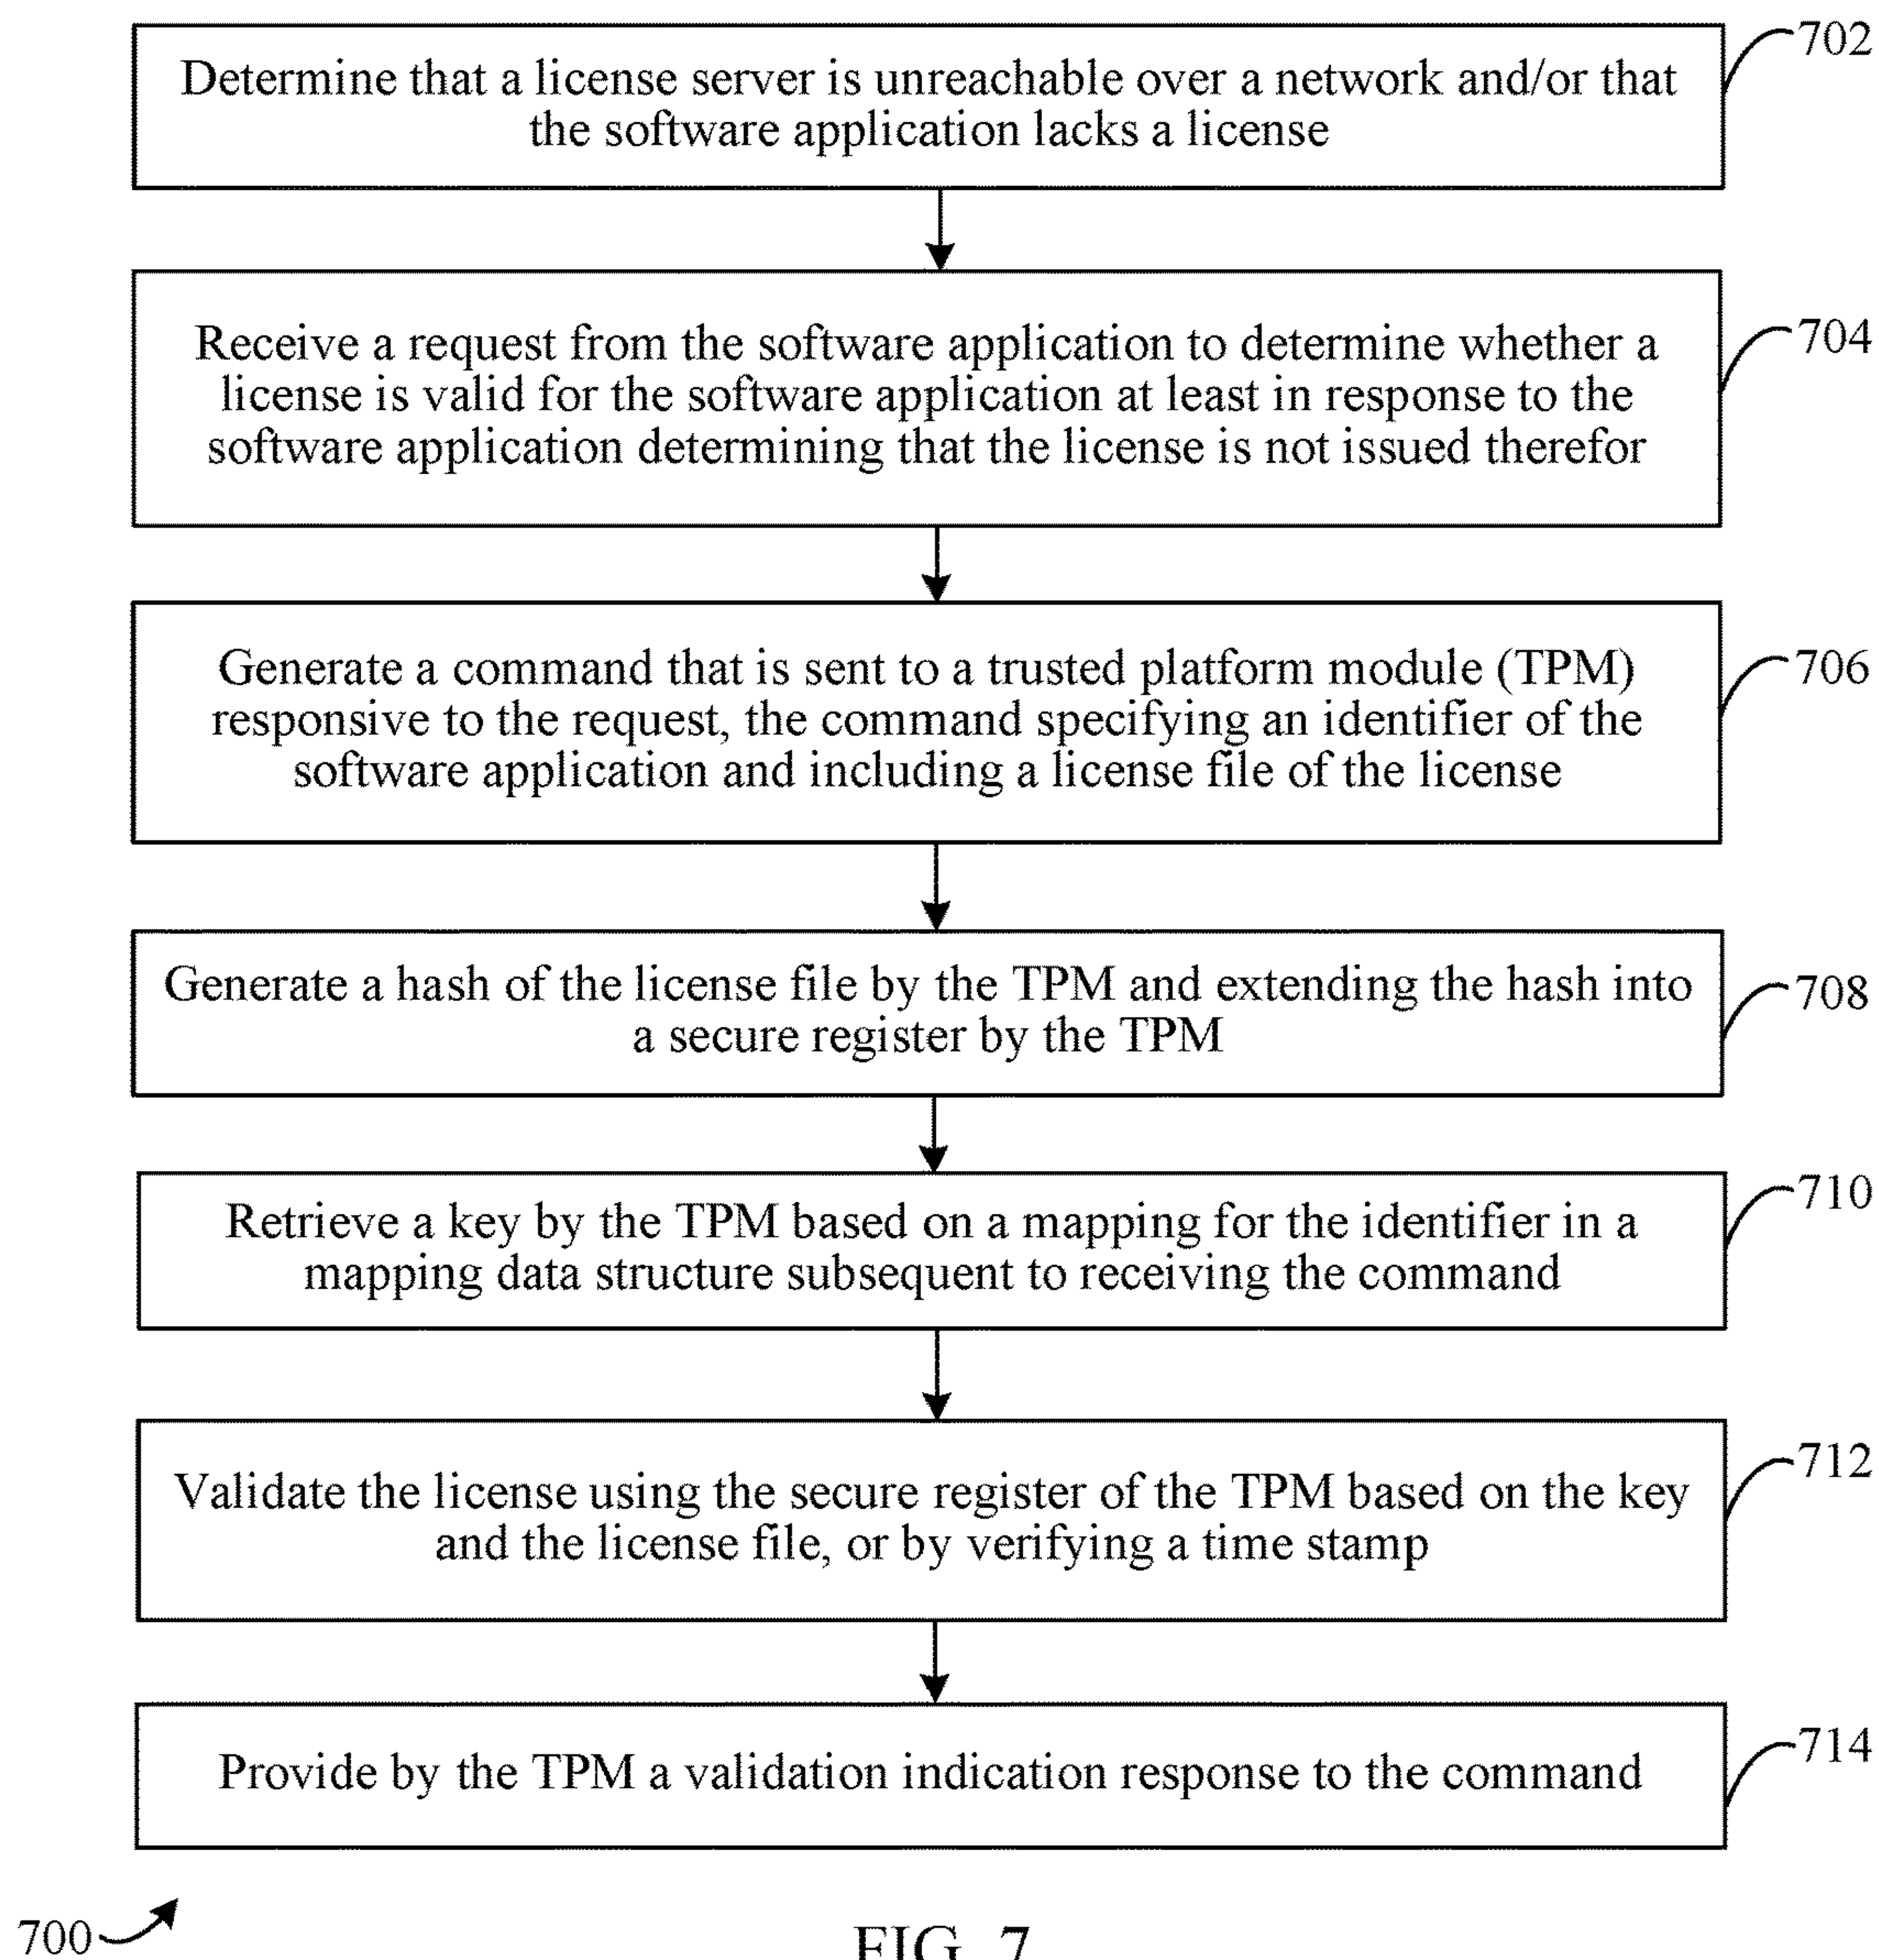 Determine that a license server is unreachable over a network and/or that
the software application lacks a license
702
Receive a request from the software application to determine whether a
license is valid for the software application at least in response to the
software application determining that the license is not issued therefor
704
Generate a command that is sent to a trusted platform module (TPM)
responsive to the request, the command specifying an identifier of the
software application and including a license file of the license
706
Generate a hash of the license file by the TPM and extending the hash into
a secure register by the TPM
708
Retrieve a key by the TPM based on a mapping for the identifier in a
mapping data structure subsequent to receiving the command
710
Validate the license using the secure register of the TPM based on the key
and the license file, or by verifying a time stamp
712
Provide by the TPM a validation indication response to the command
714
700
FIG. 7